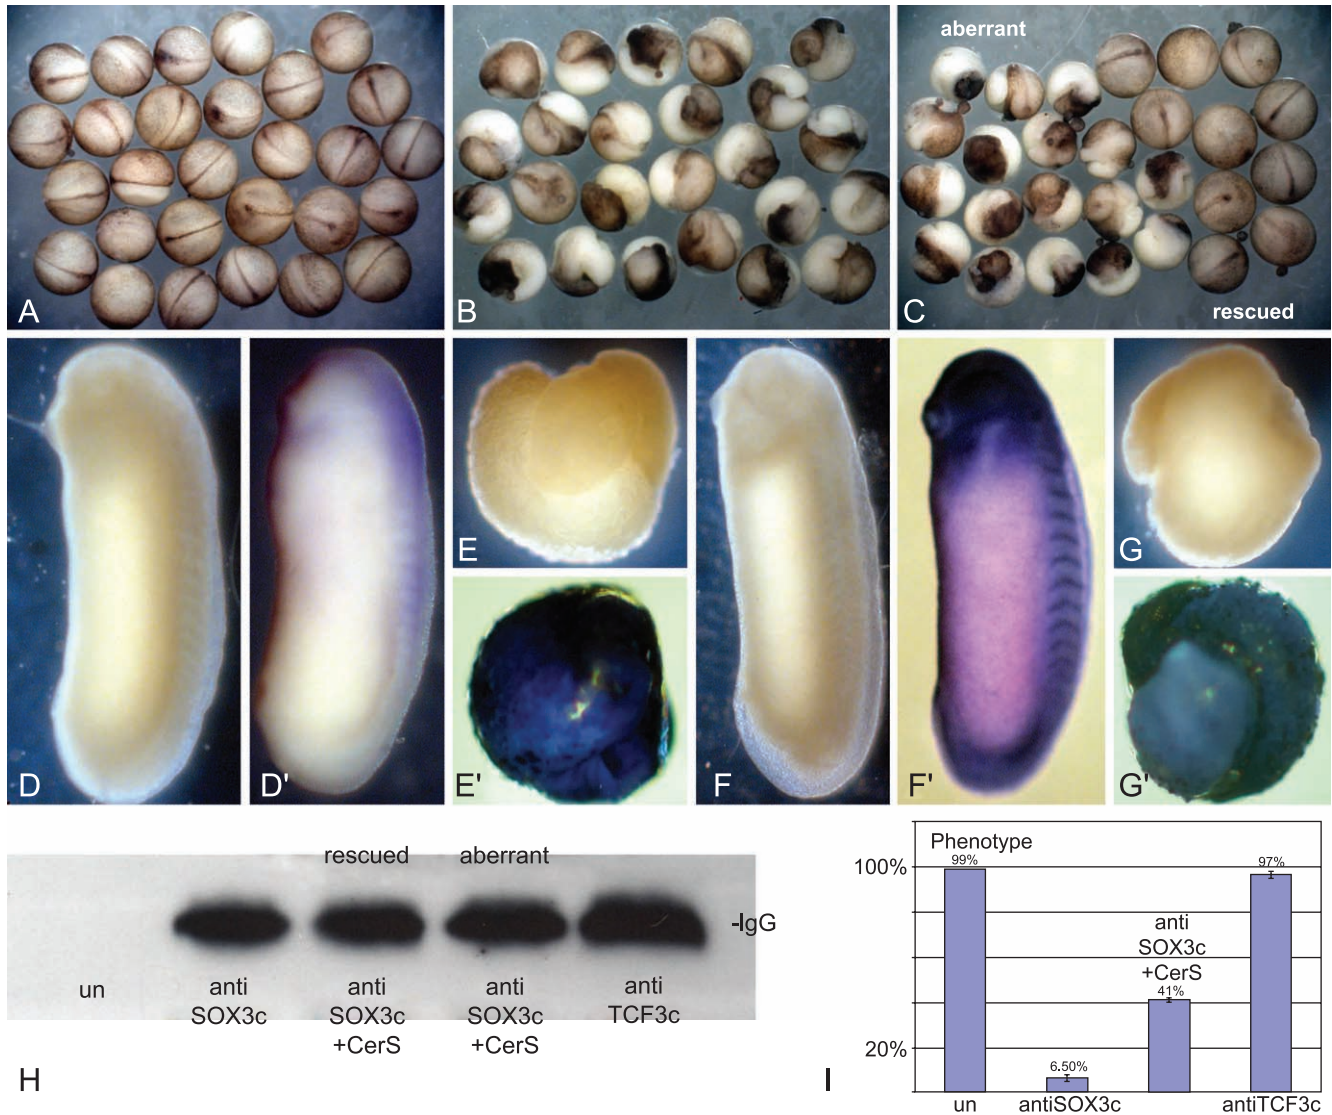 aberrant
A
B
C
rescued
D
D'
E
E'
F
F'
G
G'
rescued
aberrant
-IgG
un
anti
SOX3c
anti
SOX3c
+CerS
anti
SOX3c
+CerS
anti
TCF3c
H
Phenotype
100%
99%
97%
anti
SOX3c
+CerS
41%
20%
6.50%
I
un
antiSOX3c
antiTCF3c